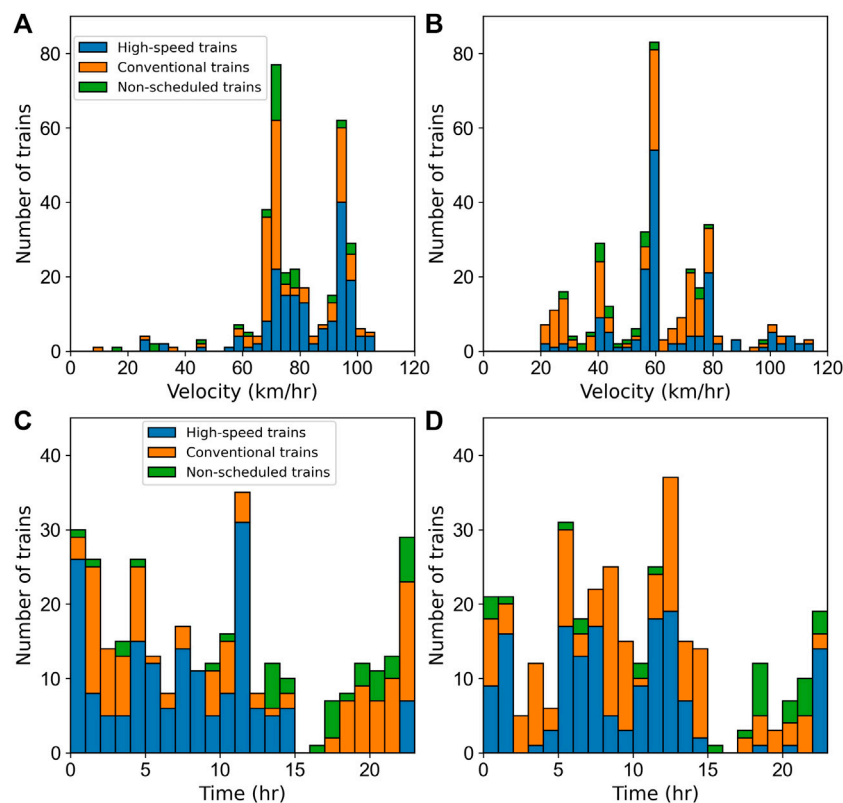 A
B
High-speed trains
Conventional trains
Non-scheduled trains
Number of trains
80
60
40
20
0
0 20 40 60 80 100 120
Velocity (km/hr)
Number of trains
80
60
40
20
0
0 20 40 60 80 100 120
Velocity (km/hr)
C
D
High-speed trains
Conventional trains
Non-scheduled trains
Number of trains
40
30
20
10
0
0 5 10 15 20
Time (hr)
Number of trains
40
30
20
10
0
0 5 10 15 20
Time (hr)